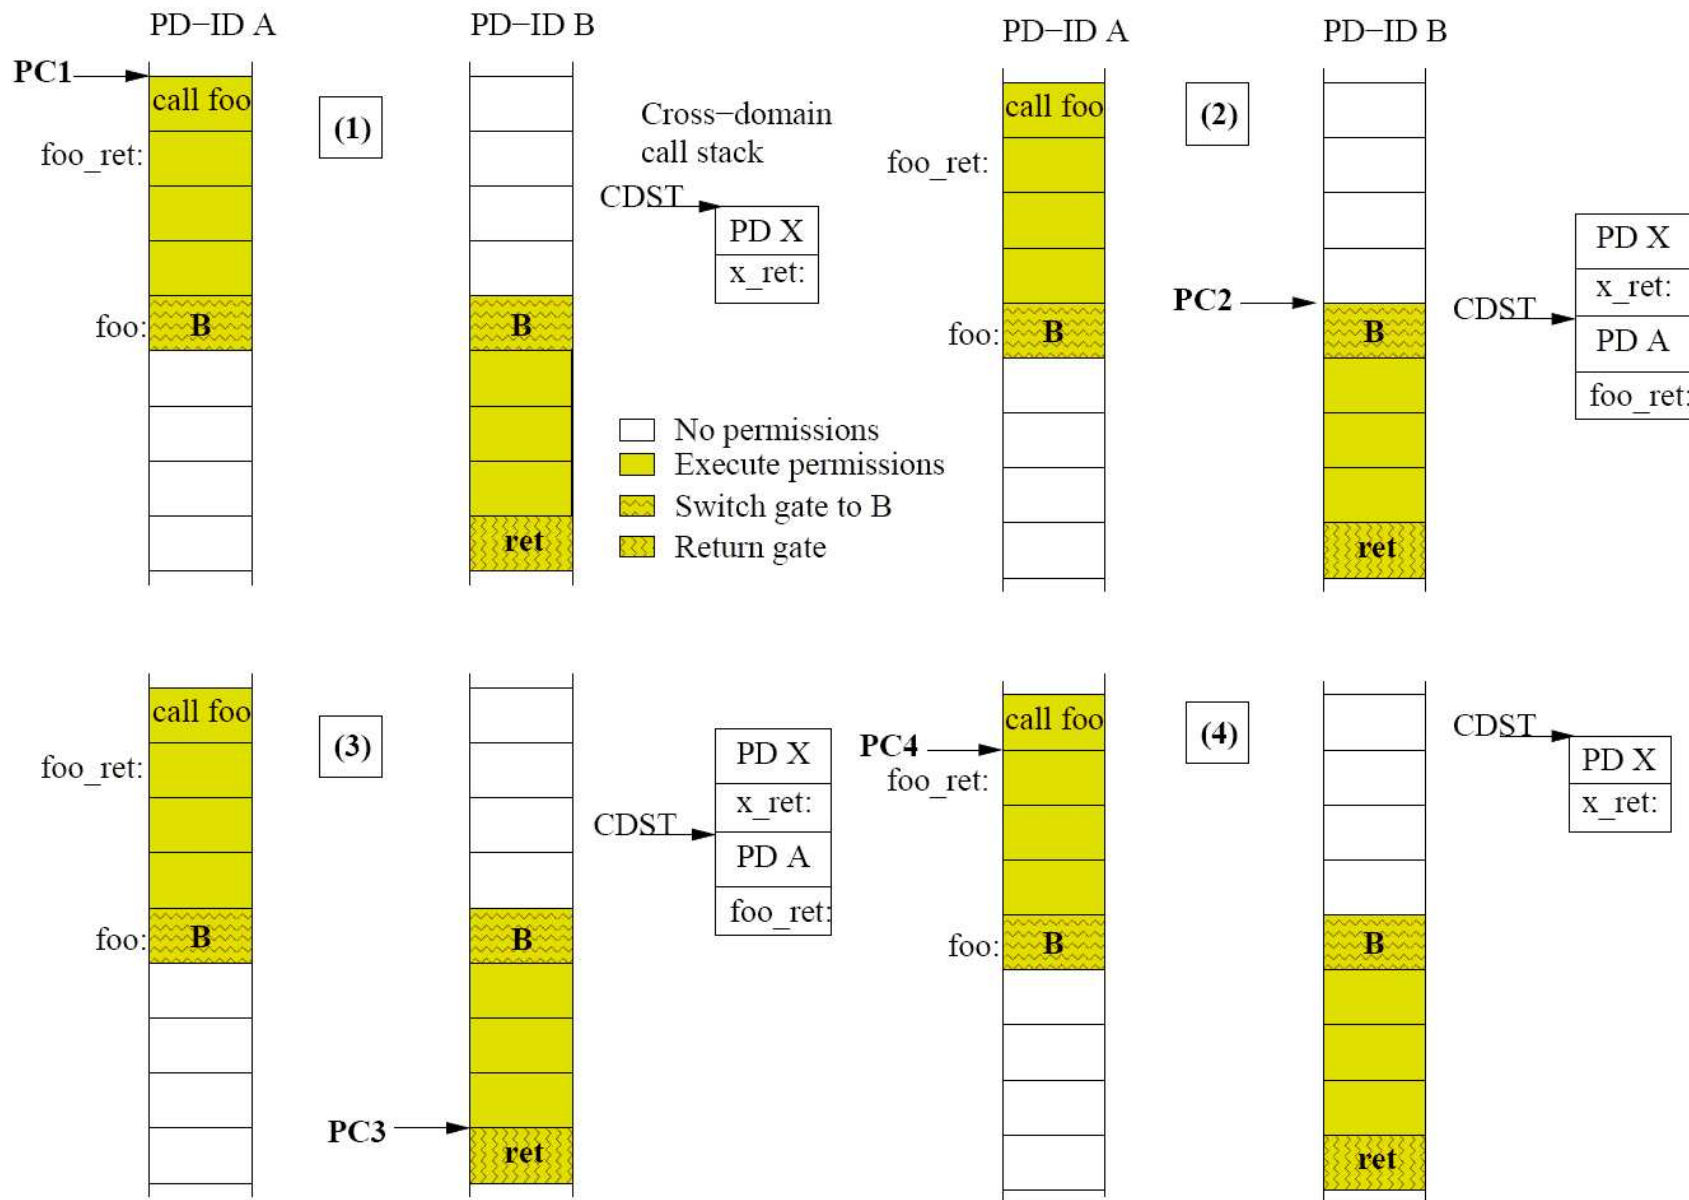 PD−ID A
PD−ID B
PC1
call foo
(1)
foo_ret:
Cross−domain
call stack
CDST
PD X
x_ret:
foo:
B
B
No permissions
Execute permissions
Switch gate to B
Return gate
ret
PD−ID A
PD−ID B
call foo
(2)
foo_ret:
PC2
CDST
PD X
x_ret:
PD A
foo_ret:
foo:
B
B
ret
call foo
(3)
foo_ret:
CDST
PD X
x_ret:
PD A
foo_ret:
foo:
B
B
PC3
ret
call foo
(4)
PC4
foo_ret:
CDST
PD X
x_ret:
foo:
B
B
ret